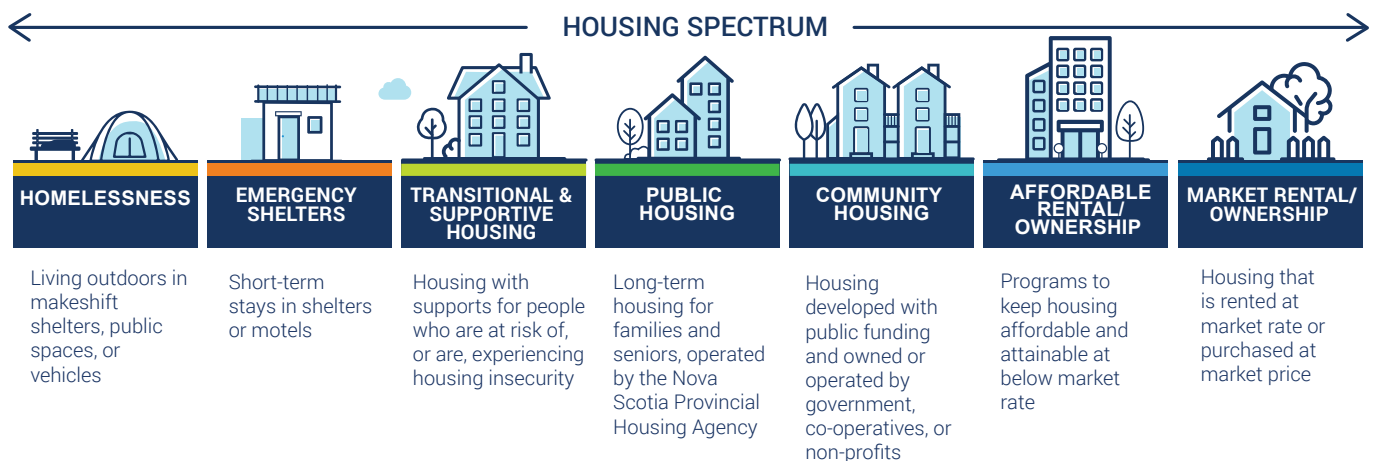 HOUSING SPECTRUM
HOMELESSNESS
Living outdoors in
makeshift
shelters, public
spaces, or
vehicles
EMERGENCY
SHELTERS
Short-term
stays in shelters
or motels
TRANSITIONAL &
SUPPORTIVE
HOUSING
Housing with
supports for people
who are at risk of,
or are, experiencing
housing insecurity
PUBLIC
HOUSING
Long-term
housing for
families and
seniors, operated
by the Nova
Scotia Provincial
Housing Agency
COMMUNITY
HOUSING
Housing
developed with
public funding
and owned or
operated by
government,
co-operatives, or
non-profits
AFFORDABLE
RENTAL/
OWNERSHIP
Programs to
keep housing
affordable and
attainable at
below market
rate
MARKET RENTAL/
OWNERSHIP
Housing that
is rented at
market rate or
purchased at
market price